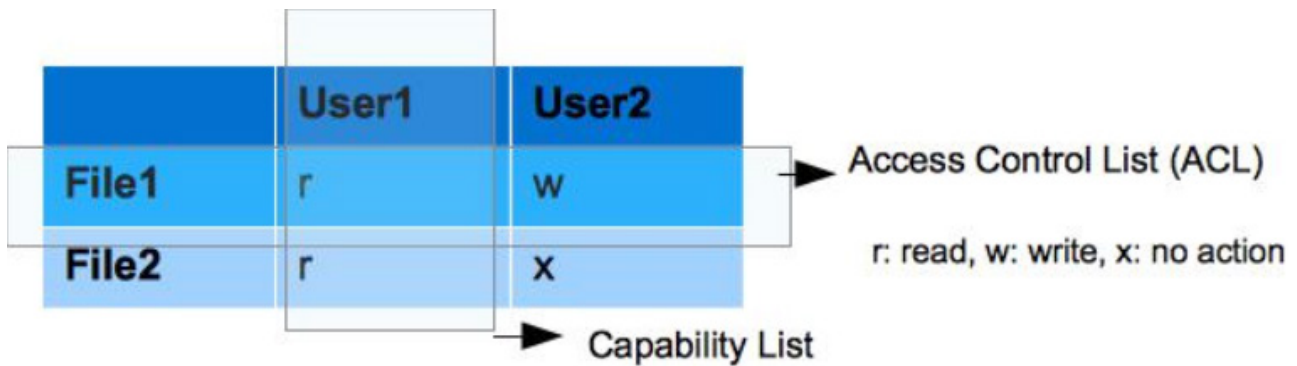 User1 User2
File1 r w
Access Control List (ACL)
r: read, w: write, x: no action
File2 r x
Capability List